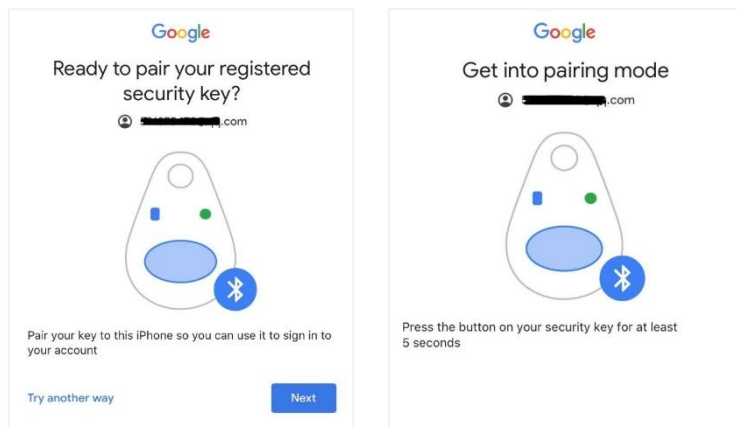 Google
Ready to pair your registered
security key?
.com
Pair your key to this iPhone so you can use it to sign in to
your account
Try another way
Next
Google
Get into pairing mode
.com
Press the button on your security key for at least
5 seconds